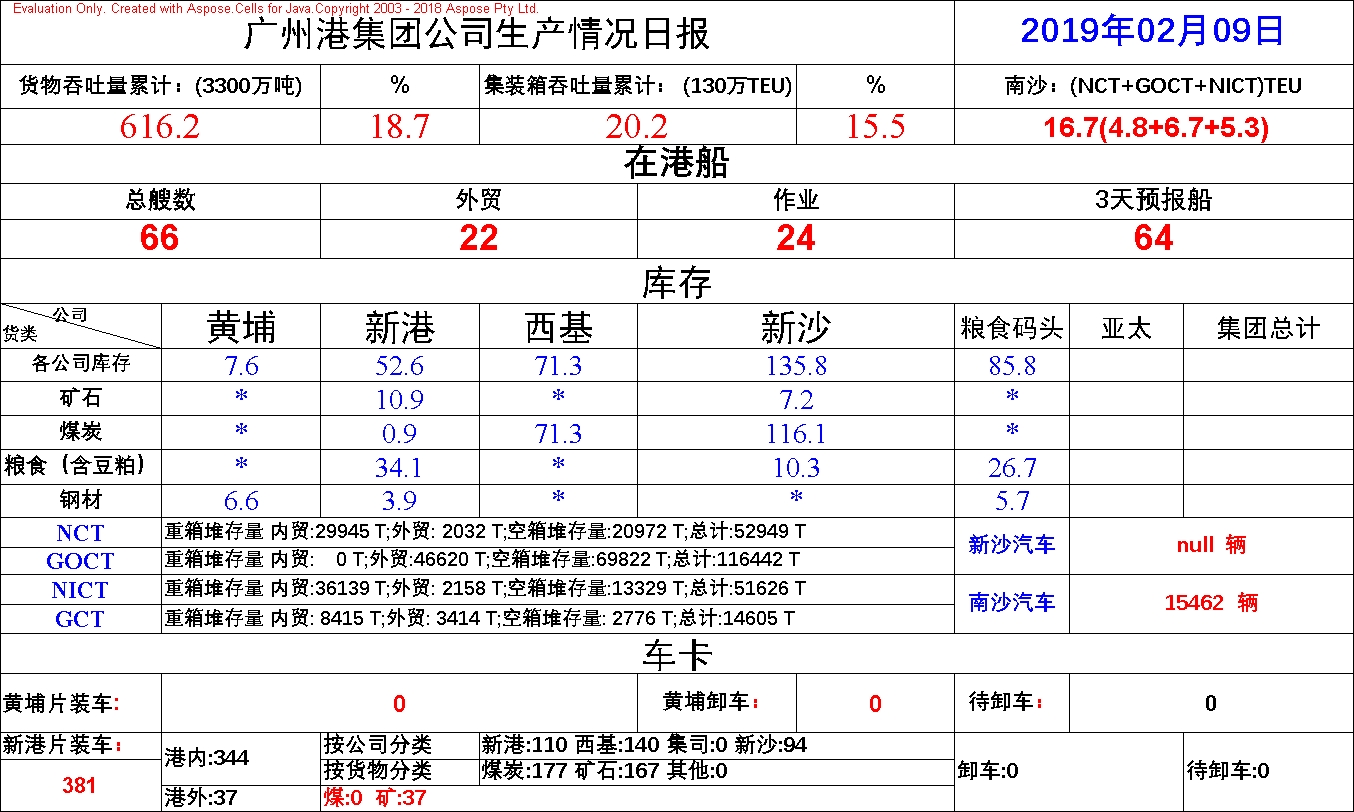 Evaluation Only. Created with Aspose.Cells for Java.Copyright 2003 - 2018 Aspose Pty Ltd.
广州港集团公司生产情况日报 2019年02月09日
货物吞吐量累计：(3300万吨) % 集装箱吞吐量累计： (130万TEU) % 南沙：(NCT+GOCT+NICT)TEU
616.2 18.7 20.2 15.5 16.7(4.8+6.7+5.3)
在港船
总艘数 外贸 作业 3天预报船
66 22 24 64
库存
公司 货类 黄埔 新港 西基 新沙 粮食码头 亚太 集团总计
各公司库存 7.6 52.6 71.3 135.8 85.8
矿石 * 10.9 * 7.2 *
煤炭 * 0.9 71.3 116.1 *
粮食（含豆粕） * 34.1 * 10.3 26.7
钢材 6.6 3.9 * * 5.7
NCT 重箱堆存量 内贸:29945 T;外贸: 2032 T;空箱堆存量:20972 T;总计:52949 T
GOCT 重箱堆存量 内贸: 0 T;外贸:46620 T;空箱堆存量:69822 T;总计:116442 T
新沙汽车 null 辆
NICT 重箱堆存量 内贸:36139 T;外贸: 2158 T;空箱堆存量:13329 T;总计:51626 T
GCT 重箱堆存量 内贸: 8415 T;外贸: 3414 T;空箱堆存量: 2776 T;总计:14605 T
南沙汽车 15462 辆
车卡
黄埔片装车: 0 黄埔卸车： 0 待卸车： 0
新港片装车：
381
港内:344
按公司分类 新港:110 西基:140 集司:0 新沙:94
按货物分类 煤炭:177 矿石:167 其他:0
港外:37 煤:0 矿:37
卸车:0 待卸车:0